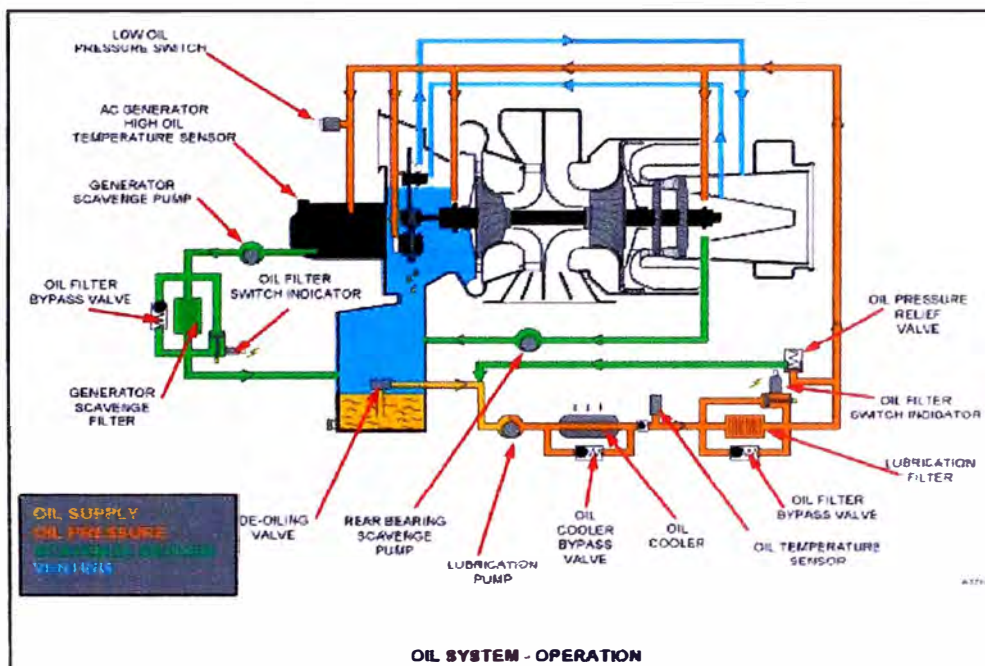 LOW OIL
PRESSURE SWITCH
AC GENERATOR
HIGH OIL
TEMPERATURE SENSOR
GENERATOR
SCAVENGE PUMP
OIL FILTER
BYPASS VALVE
OIL FILTER
SWITCH INDICATOR
GENERATOR
SCAVENGE
FILTER
OIL PRESSURE
RELIEF
VALVE
OIL FILTER
SWITCH INDICATOR
LUBRICATION
FILTER
OIL FILTER
BYPASS VALVE
OIL TEMPERATURE
SENSOR
OIL
COOLER
OIL
COOLER
BYPASS
VALVE
LUBRICATION
PUMP
REAR BEARING
SCAVENGE
PUMP
DE-OILING
VALVE
OIL SUPPLY
OIL PRESSURE
VENTING
OIL SYSTEM - OPERATION